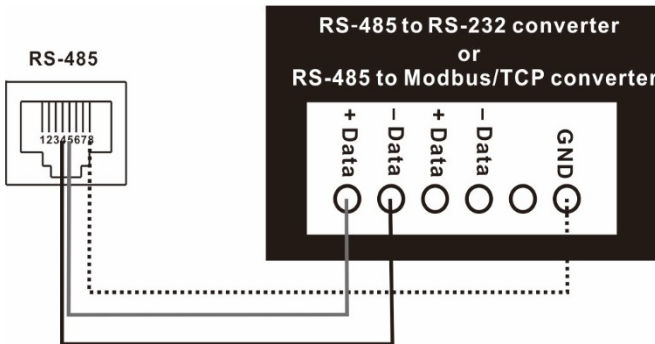 RS-485 to RS-232 converter
or
RS-485 to Modbus/TCP converter
RS-485
12345678
+ Data
– Data
+ Data
– Data
GND